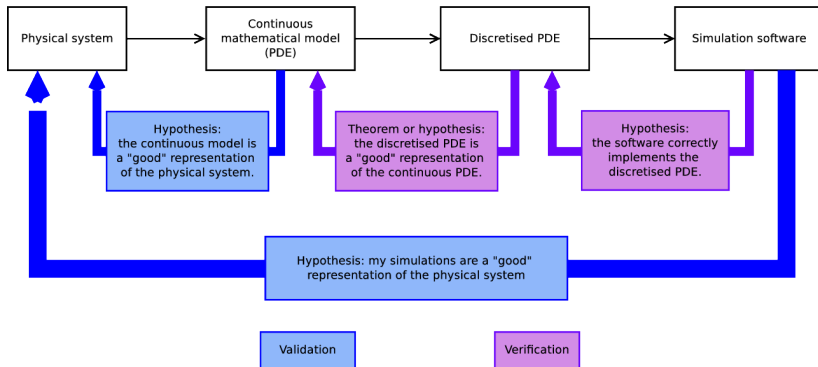 Physical system
Continuous
mathematical model
(PDE)
Discretised PDE
Simulation software
Hypothesis:
the continuous model is
a "good" representation
of the physical system.
Theorem or hypothesis:
the discretised PDE is
a "good" representation
of the continuous PDE.
Hypothesis:
the software correctly
implements the
discretised PDE.
Hypothesis: my simulations are a "good"
representation of the physical system
Validation
Verification